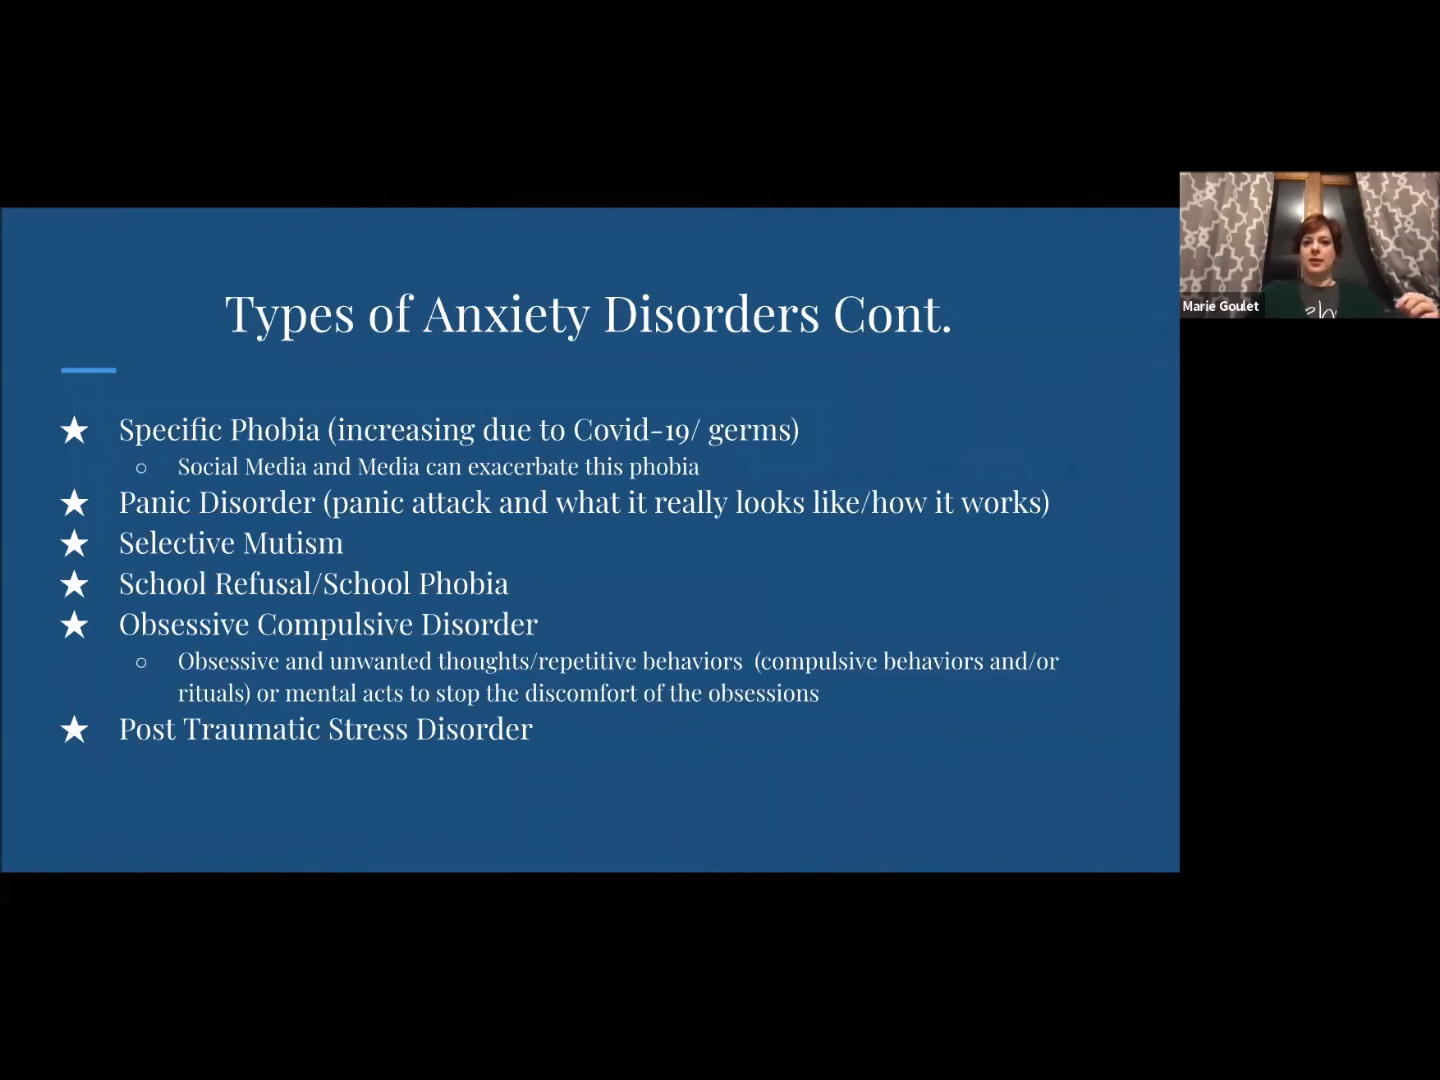 Types of Anxiety Disorders Cont.
★ Specific Phobia (increasing due to Covid-19/ germs)
○ Social Media and Media can exacerbate this phobia
★ Panic Disorder (panic attack and what it really looks like/how it works)
★ Selective Mutism
★ School Refusal/School Phobia
★ Obsessive Compulsive Disorder
○ Obsessive and unwanted thoughts/repetitive behaviors (compulsive behaviors and/or
rituals) or mental acts to stop the discomfort of the obsessions
★ Post Traumatic Stress Disorder
Marie Goulet